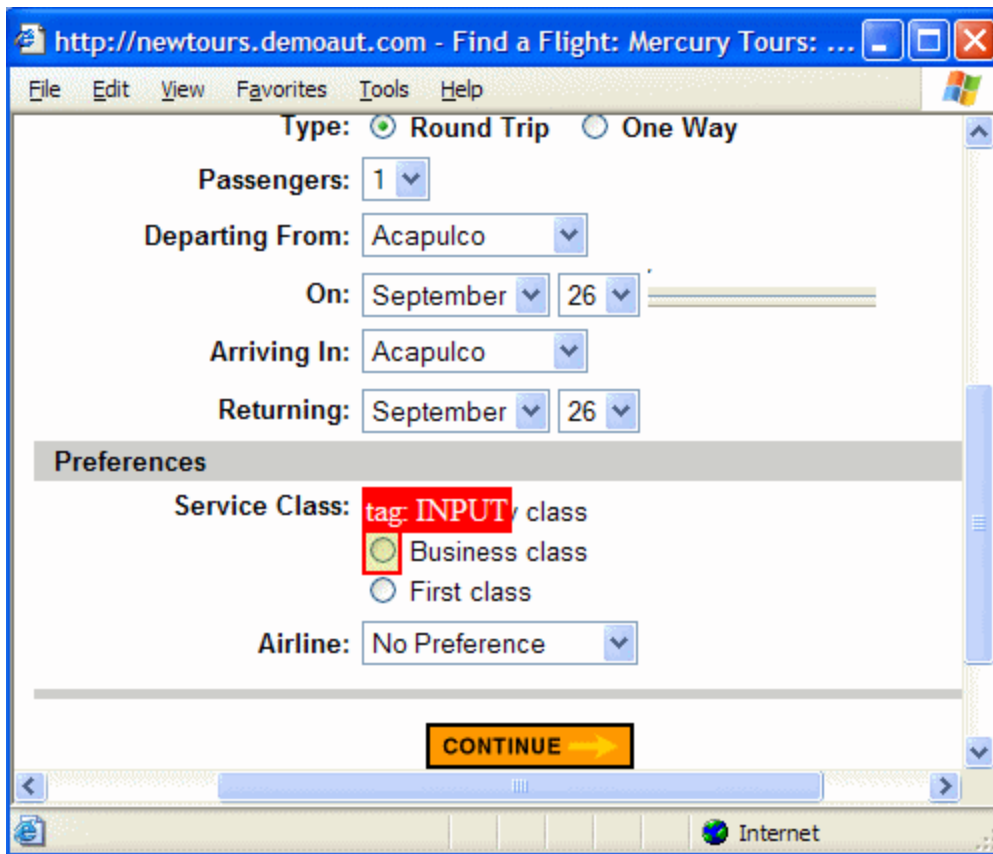 http://newtours.demoaut.com - Find a Flight: Mercury Tours: ...
File Edit View Favorites Tools Help
Type: Round Trip One Way
Passengers: 1
Departing From: Acapulco
On: September 26
Arriving In: Acapulco
Returning: September 26
Preferences
Service Class: tag: INPUT class
Business class
First class
Airline: No Preference
CONTINUE
Internet